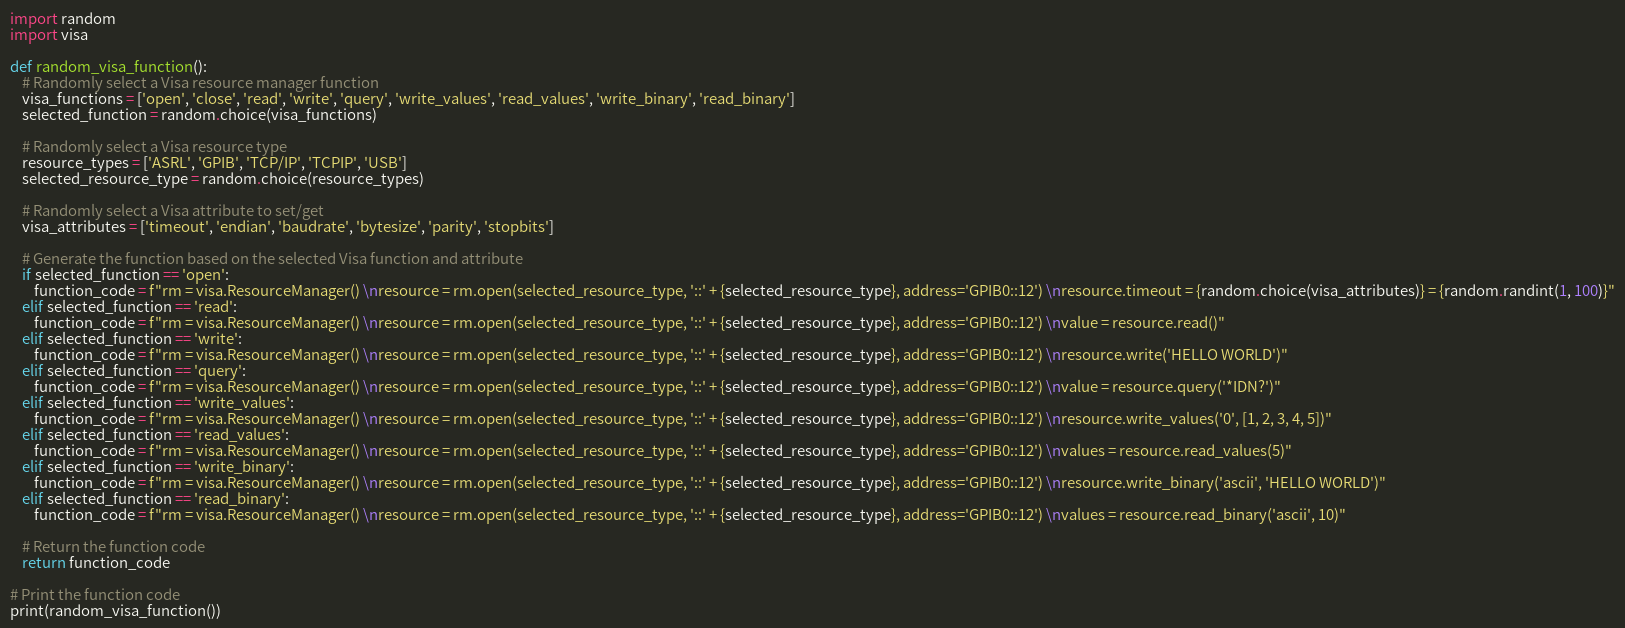 import random
import visa

def random_visa_function():
    # Randomly select a Visa resource manager function
    visa_functions = ['open', 'close', 'read', 'write', 'query', 'write_values', 'read_values', 'write_binary', 'read_binary']
    selected_function = random.choice(visa_functions)

    # Randomly select a Visa resource type
    resource_types = ['ASRL', 'GPIB', 'TCP/IP', 'TCPIP', 'USB']
    selected_resource_type = random.choice(resource_types)

    # Randomly select a Visa attribute to set/get
    visa_attributes = ['timeout', 'endian', 'baudrate', 'bytesize', 'parity', 'stopbits']

    # Generate the function based on the selected Visa function and attribute
    if selected_function == 'open':
        function_code = f"rm = visa.ResourceManager() \nresource = rm.open(selected_resource_type, '::' + {selected_resource_type}, address='GPIB0::12') \nresource.timeout = {random.choice(visa_attributes)} = {random.randint(1, 100)}"
    elif selected_function == 'read':
        function_code = f"rm = visa.ResourceManager() \nresource = rm.open(selected_resource_type, '::' + {selected_resource_type}, address='GPIB0::12') \nvalue = resource.read()"
    elif selected_function == 'write':
        function_code = f"rm = visa.ResourceManager() \nresource = rm.open(selected_resource_type, '::' + {selected_resource_type}, address='GPIB0::12') \nresource.write('HELLO WORLD')"
    elif selected_function == 'query':
        function_code = f"rm = visa.ResourceManager() \nresource = rm.open(selected_resource_type, '::' + {selected_resource_type}, address='GPIB0::12') \nvalue = resource.query('*IDN?')"
    elif selected_function == 'write_values':
        function_code = f"rm = visa.ResourceManager() \nresource = rm.open(selected_resource_type, '::' + {selected_resource_type}, address='GPIB0::12') \nresource.write_values('0', [1, 2, 3, 4, 5])"
    elif selected_function == 'read_values':
        function_code = f"rm = visa.ResourceManager() \nresource = rm.open(selected_resource_type, '::' + {selected_resource_type}, address='GPIB0::12') \nvalues = resource.read_values(5)"
    elif selected_function == 'write_binary':
        function_code = f"rm = visa.ResourceManager() \nresource = rm.open(selected_resource_type, '::' + {selected_resource_type}, address='GPIB0::12') \nresource.write_binary('ascii', 'HELLO WORLD')"
    elif selected_function == 'read_binary':
        function_code = f"rm = visa.ResourceManager() \nresource = rm.open(selected_resource_type, '::' + {selected_resource_type}, address='GPIB0::12') \nvalues = resource.read_binary('ascii', 10)"

    # Return the function code
    return function_code

# Print the function code
print(random_visa_function())